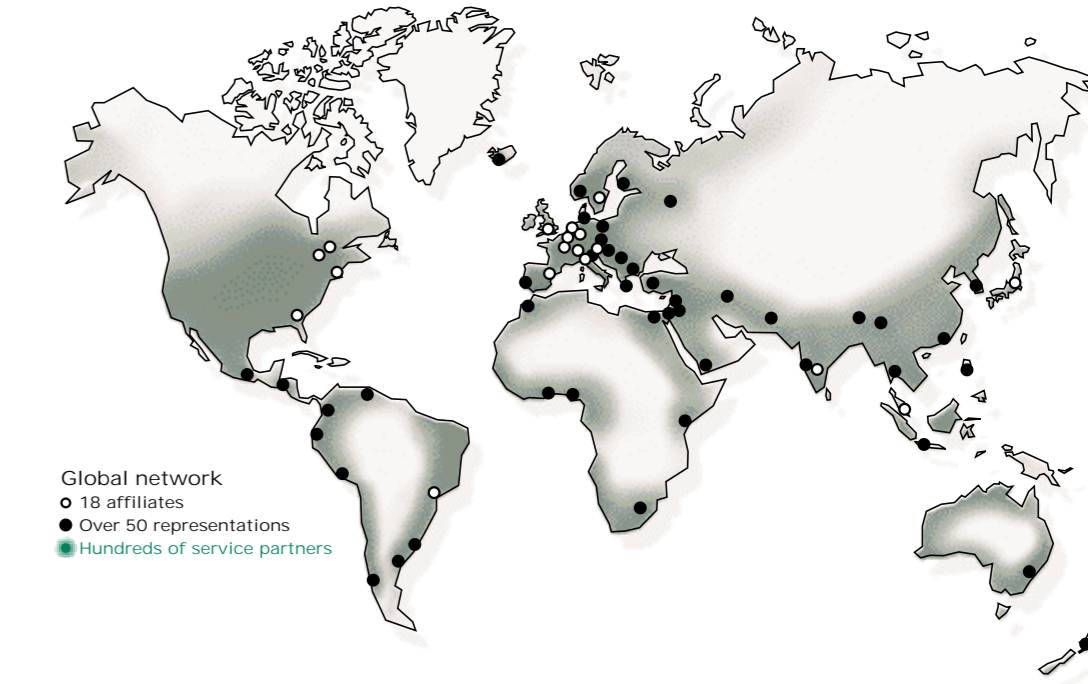 Global network
18 affiliates
Over 50 representations
Hundreds of service partners